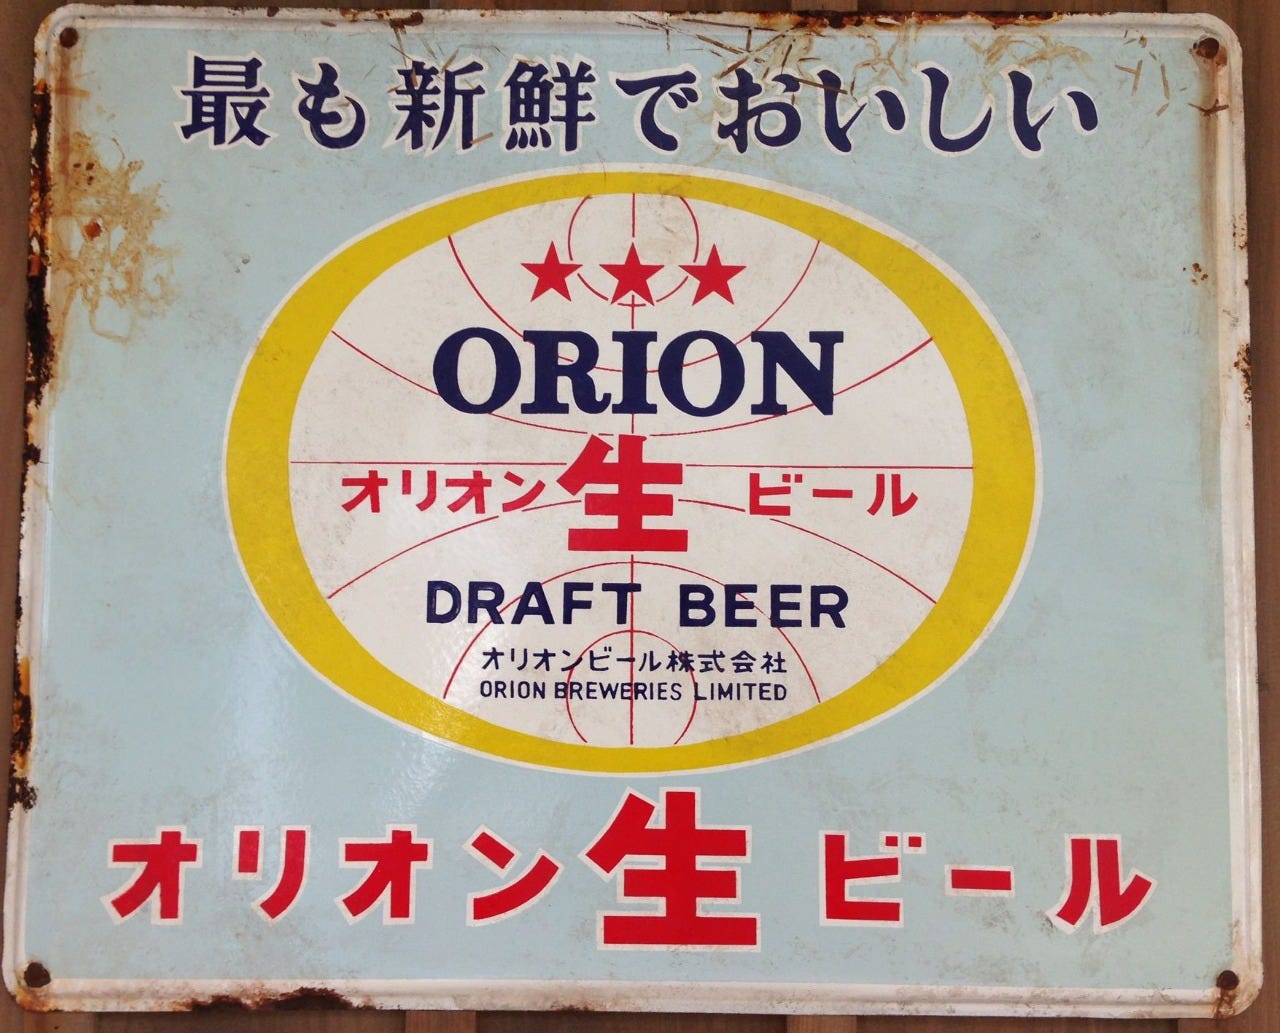 最も新鮮でおいしい
ORION
オリオン生ビール
DRAFT BEER
オリオンビール株式会社
ORION BREWERIES LIMITED
オリオン生ビール